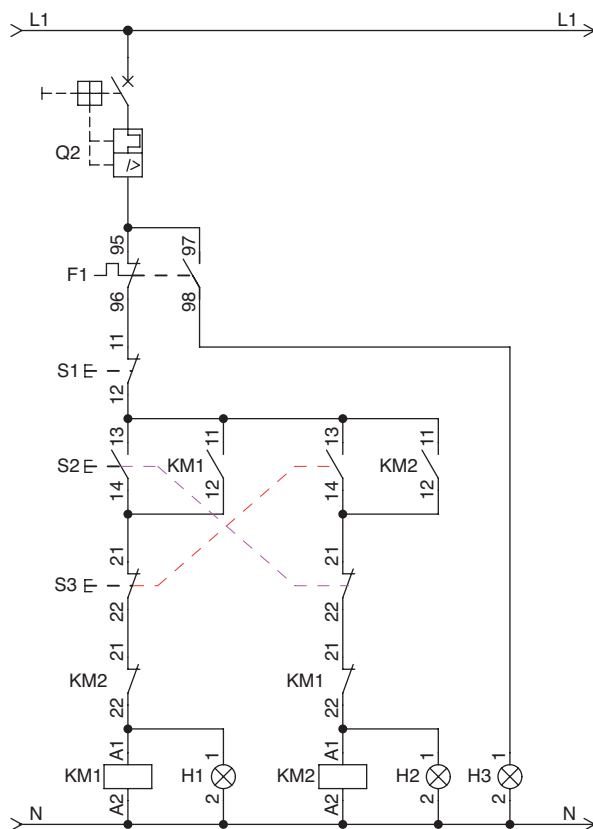 L1 L1
Q2
95 97
F1
96 98
11
S1
12
13 11 13 11
S2 KM1 KM2
14 12 14 12
21 21
S3
22 22
21 21
KM2 KM1
22 22
A1 1 A1 1 1
KM1 H1 KM2 H2 H3
A2 2 A2 2 2
N N